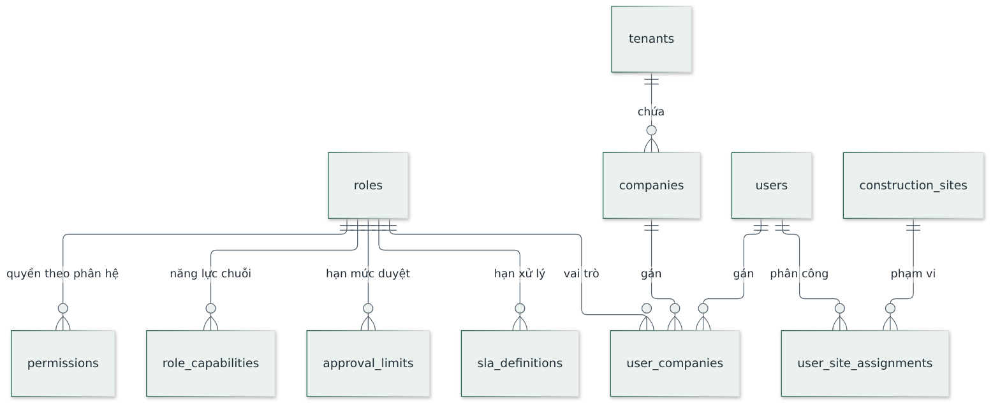 tenants
chứa
roles
companies
users
construction_sites
quyền theo phân hệ
năng lực chuỗi
hạn mức duyệt
hạn xử lý
vai trò
gán
gán
phân công
phạm vi
permissions
role_capabilities
approval_limits
sla_definitions
user_companies
user_site_assignments